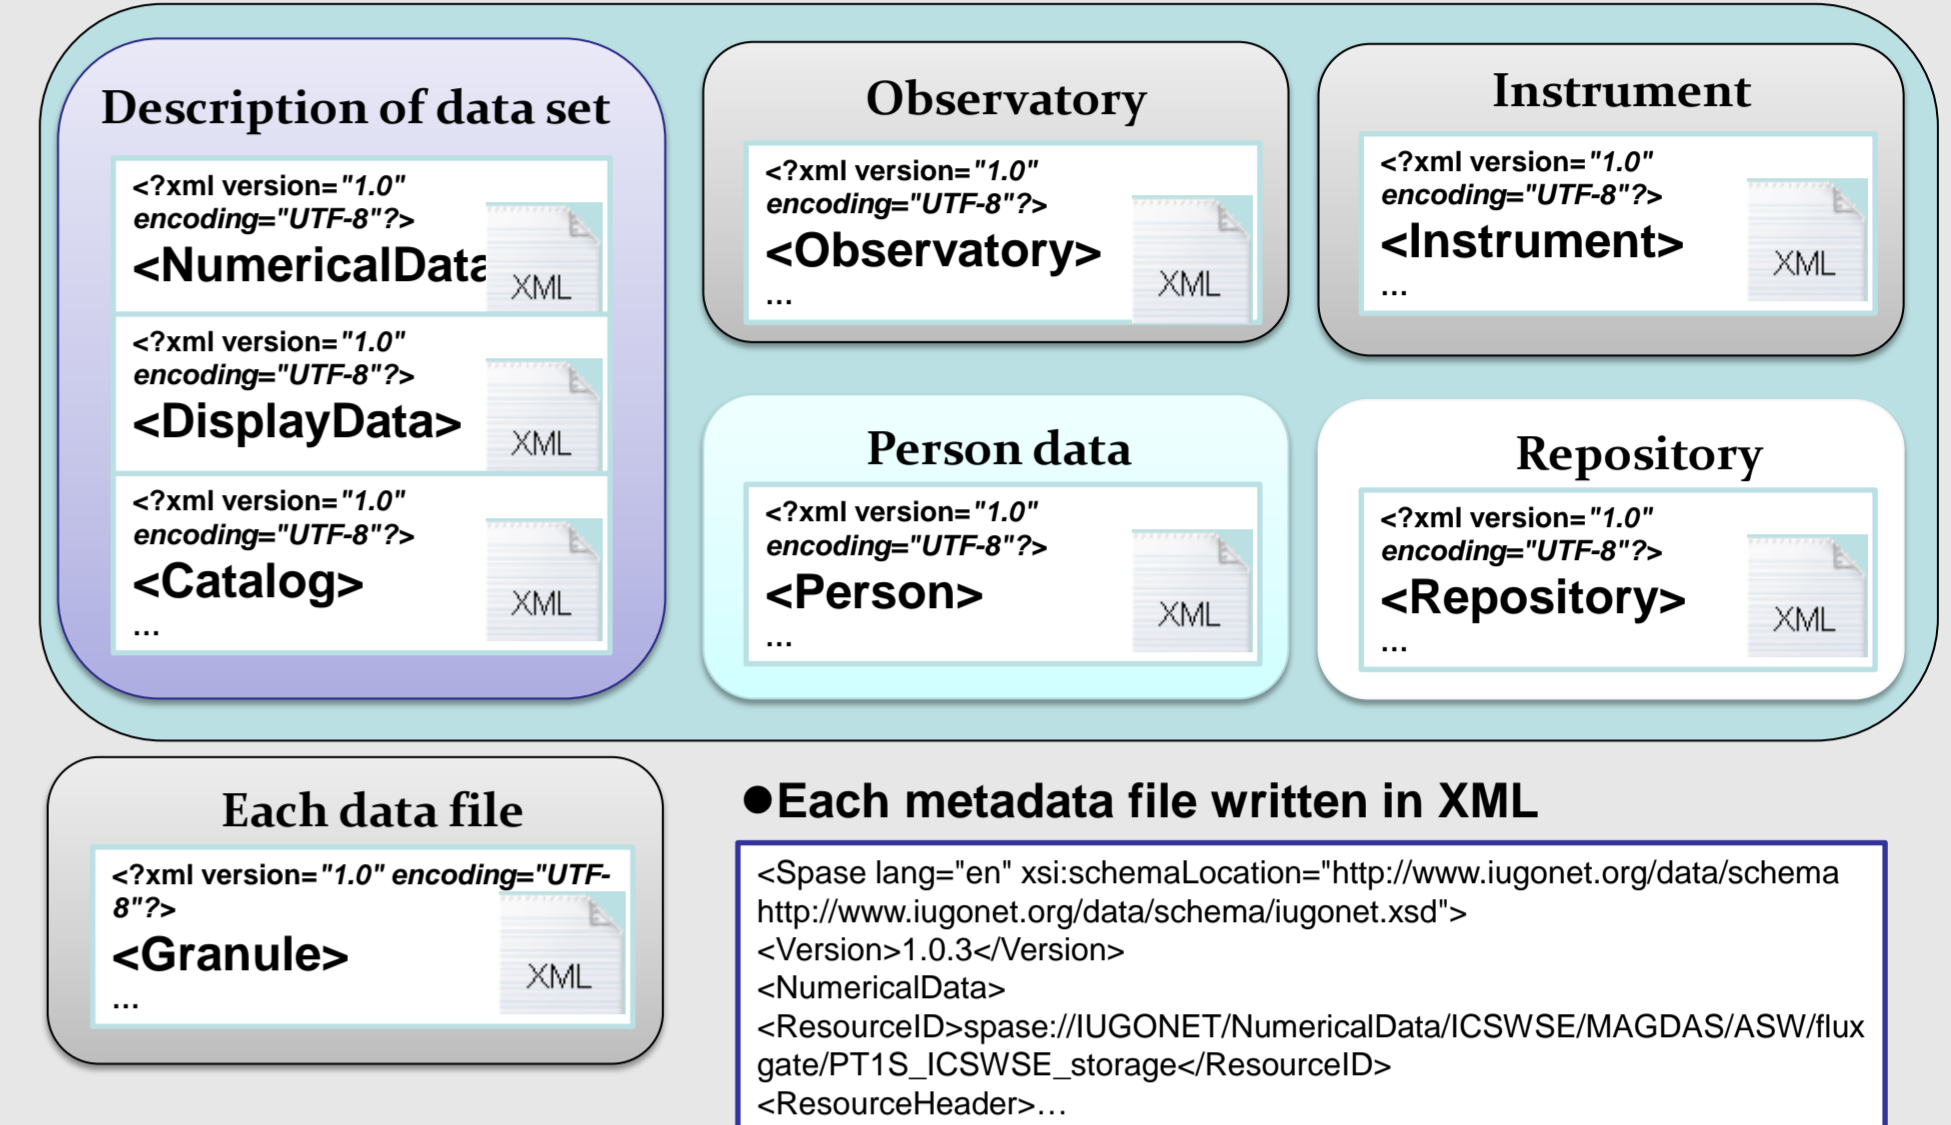 Description of data set
<?xml version="1.0"
encoding="UTF-8"?>
<NumericalData
XML
<?xml version="1.0"
encoding="UTF-8"?>
<DisplayData>
XML
<?xml version="1.0"
encoding="UTF-8"?>
<Catalog>
...
XML
Observatory
<?xml version="1.0"
encoding="UTF-8"?>
<Observatory>
...
XML
Instrument
<?xml version="1.0"
encoding="UTF-8"?>
<Instrument>
...
XML
Person data
<?xml version="1.0"
encoding="UTF-8"?>
<Person>
...
XML
Repository
<?xml version="1.0"
encoding="UTF-8"?>
<Repository>
...
XML
Each data file
<?xml version="1.0" encoding="UTF-
8"?>
<Granule>
...
XML
●Each metadata file written in XML
<Spase lang="en" xsi:schemaLocation="http://www.iugonet.org/data/schema
http://www.iugonet.org/data/schema/iugonet.xsd">
<Version>1.0.3</Version>
<NumericalData>
<ResourceID>spase://IUGONET/NumericalData/ICSWSE/MAGDAS/ASW/flux
gate/PT1S_ICSWSE_storage</ResourceID>
<ResourceHeader>…